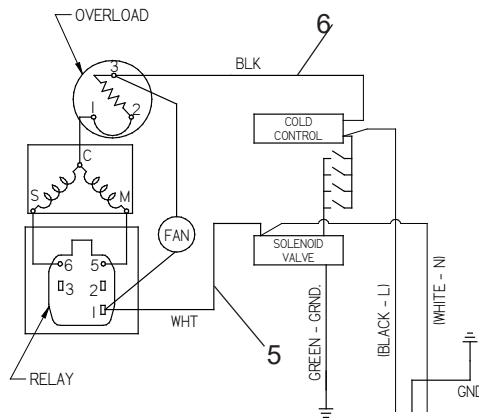 OVERLOAD
6
BLK
3
1
2
COLD
CONTROL
C
S
M
FAN
SOLENOID
VALVE
6
5
3
2
1
WHT
5
RELAY
GREEN - GRND.
(BLACK - L)
(WHITE - N)
GND